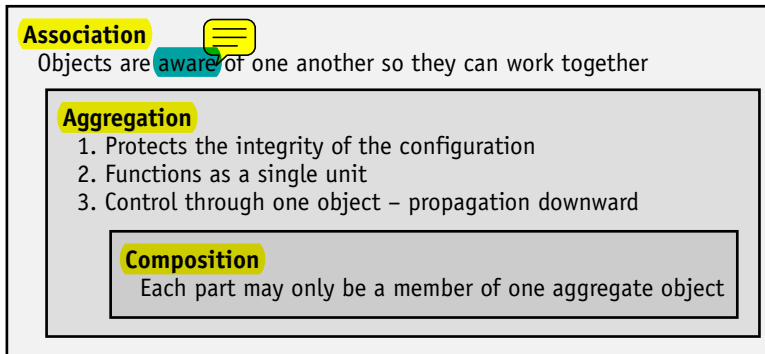 Association
Objects are aware of one another so they can work together
Aggregation
1. Protects the integrity of the configuration
2. Functions as a single unit
3. Control through one object – propagation downward
Composition
Each part may only be a member of one aggregate object